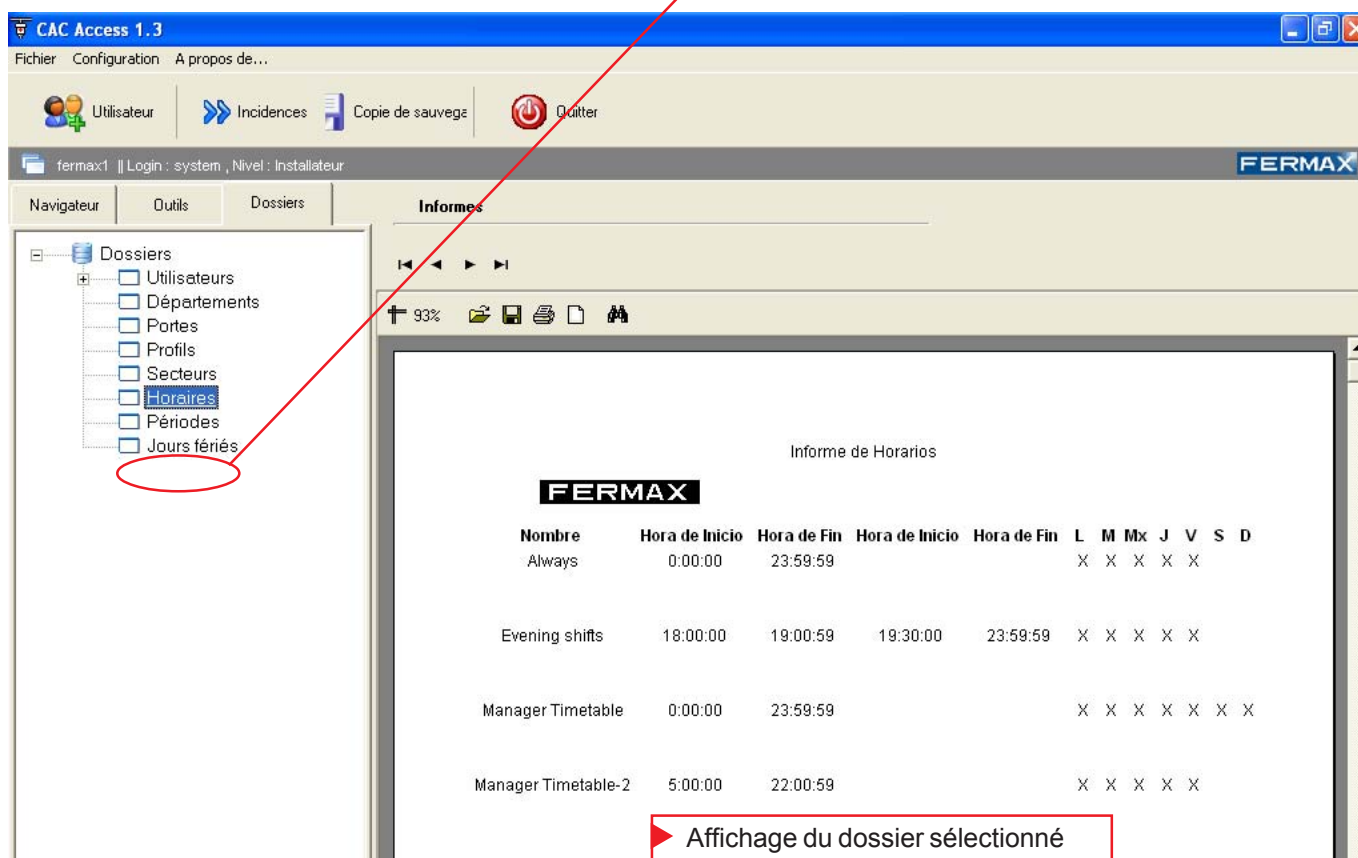 CAC Access 1.3
Fichier Configuration A propos de...
Utilisateur Incidences Copie de sauvega Quitter
fermax1 || Login : system , Nivel : Installateur FERMAX
Navigateur Outils Dossiers Informes
Dossiers
Utilisateurs
Départements
Portes
Profils
Secteurs
Horaires
Périodes
Jours fériés
93%
Informe de Horarios
FERMAX
Nombre Hora de Inicio Hora de Fin Hora de Inicio Hora de Fin L M Mx J V S D
Always 0:00:00 23:59:59 X X X X X
Evening shifts 18:00:00 19:00:59 19:30:00 23:59:59 X X X X X
Manager Timetable 0:00:00 23:59:59 X X X X X X X
Manager Timetable-2 5:00:00 22:00:59 X X X X X
Affichage du dossier sélectionné